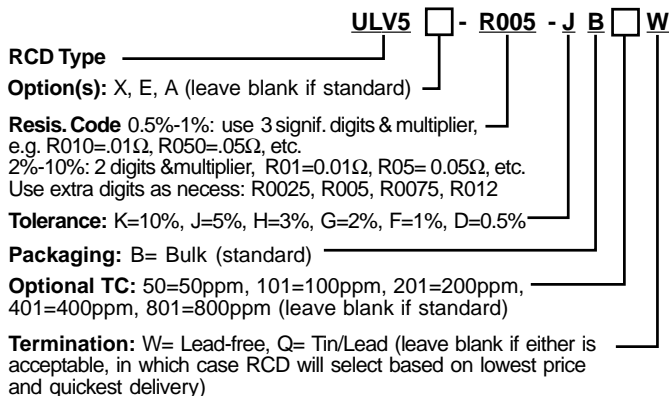 ULV5 □ - R005 - J B □ W
RCD Type
Option(s): X, E, A (leave blank if standard)
Resis. Code 0.5%-1%: use 3 signif. digits & multiplier,
e.g. R010=.01Ω, R050=.05Ω, etc.
2%-10%: 2 digits &multiplier, R01=0.01Ω, R05= 0.05Ω, etc.
Use extra digits as necess: R0025, R005, R0075, R012
Tolerance: K=10%, J=5%, H=3%, G=2%, F=1%, D=0.5%
Packaging: B= Bulk (standard)
Optional TC: 50=50ppm, 101=100ppm, 201=200ppm,
401=400ppm, 801=800ppm (leave blank if standard)
Termination: W= Lead-free, Q= Tin/Lead (leave blank if either is
acceptable, in which case RCD will select based on lowest price
and quickest delivery)